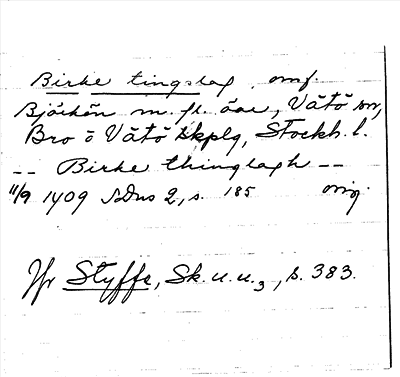 Birke tingslag, omf.
Björkön m. fl. öar, Vätö sn,
Bro o Vätö skplg, Stockh. l.
-- Birke thinglagh --
11/9 1409 SDns 2, s. 185 orig.
Jfr Styffe, Sk. u. u. 3, s. 383.